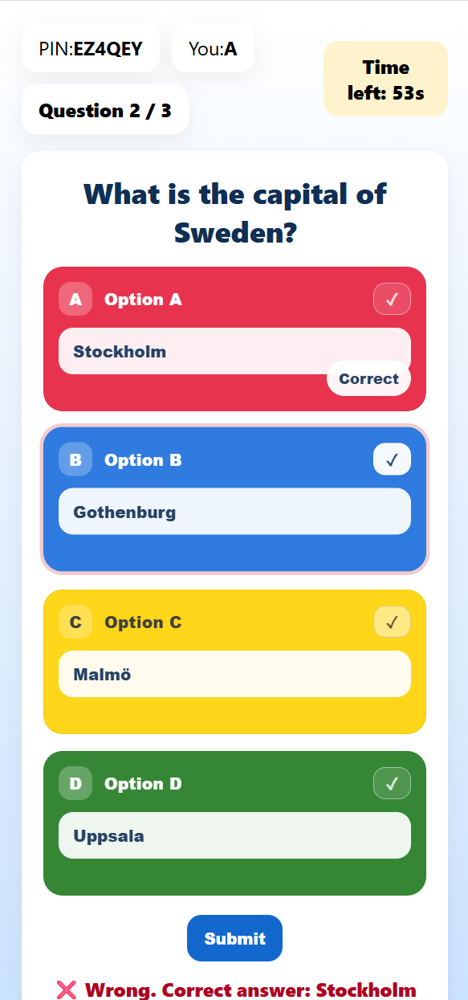 PIN:EZ4QEY
You:A
Time
left: 53s
Question 2 / 3
What is the capital of
Sweden?
A Option A ✓
Stockholm
Correct
B Option B ✓
Gothenburg
C Option C ✓
Malmö
D Option D ✓
Uppsala
Submit
❌ Wrong. Correct answer: Stockholm